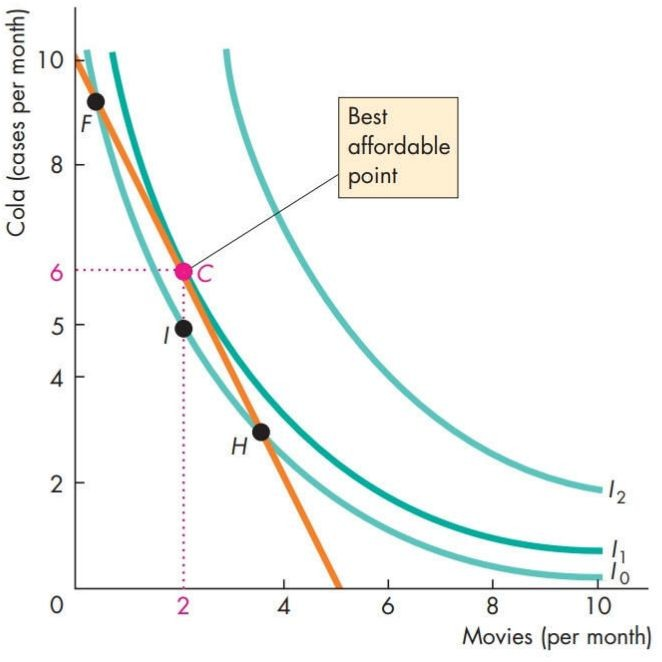 Cola (cases per month)
10
8
6
5
4
2
0
2
4
6
8
10
Movies (per month)
F
Best
affordable
point
C
I
H
I2
I1
I0